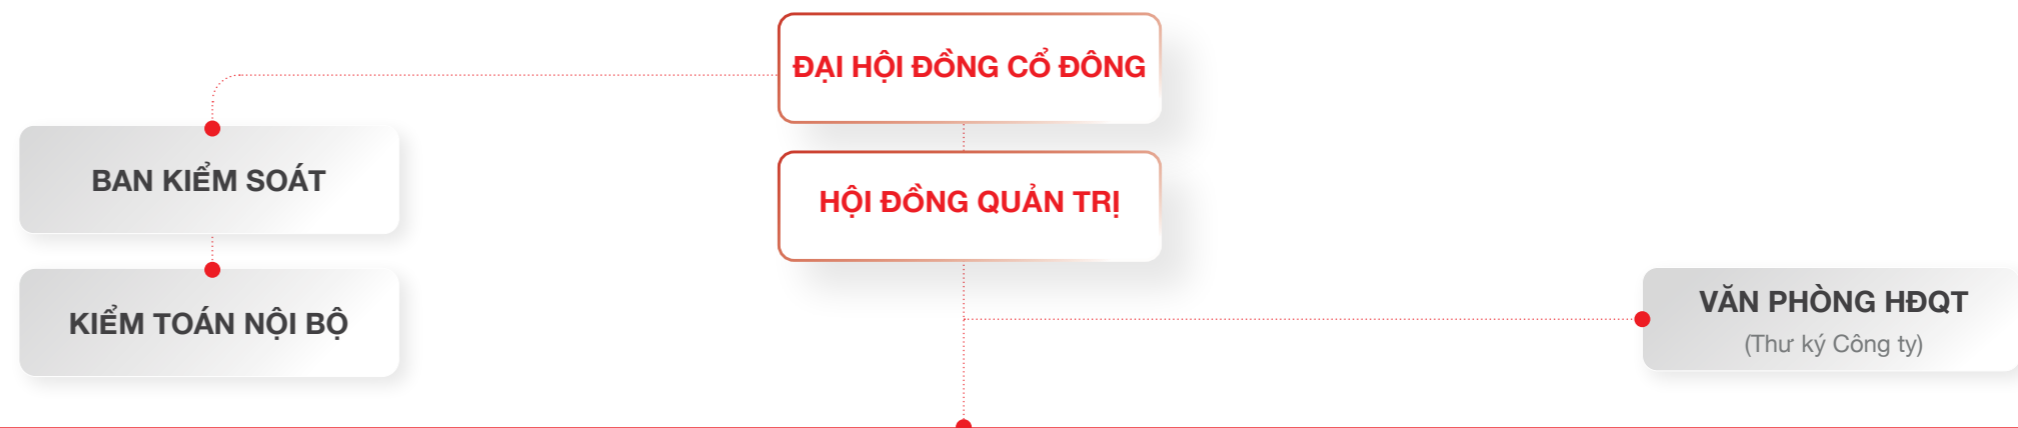 ĐẠI HỘI ĐỒNG CỔ ĐÔNG
BAN KIỂM SOÁT
HỘI ĐỒNG QUẢN TRỊ
KIỂM TOÁN NỘI BỘ
VĂN PHÒNG HĐQT
(Thư ký Công ty)